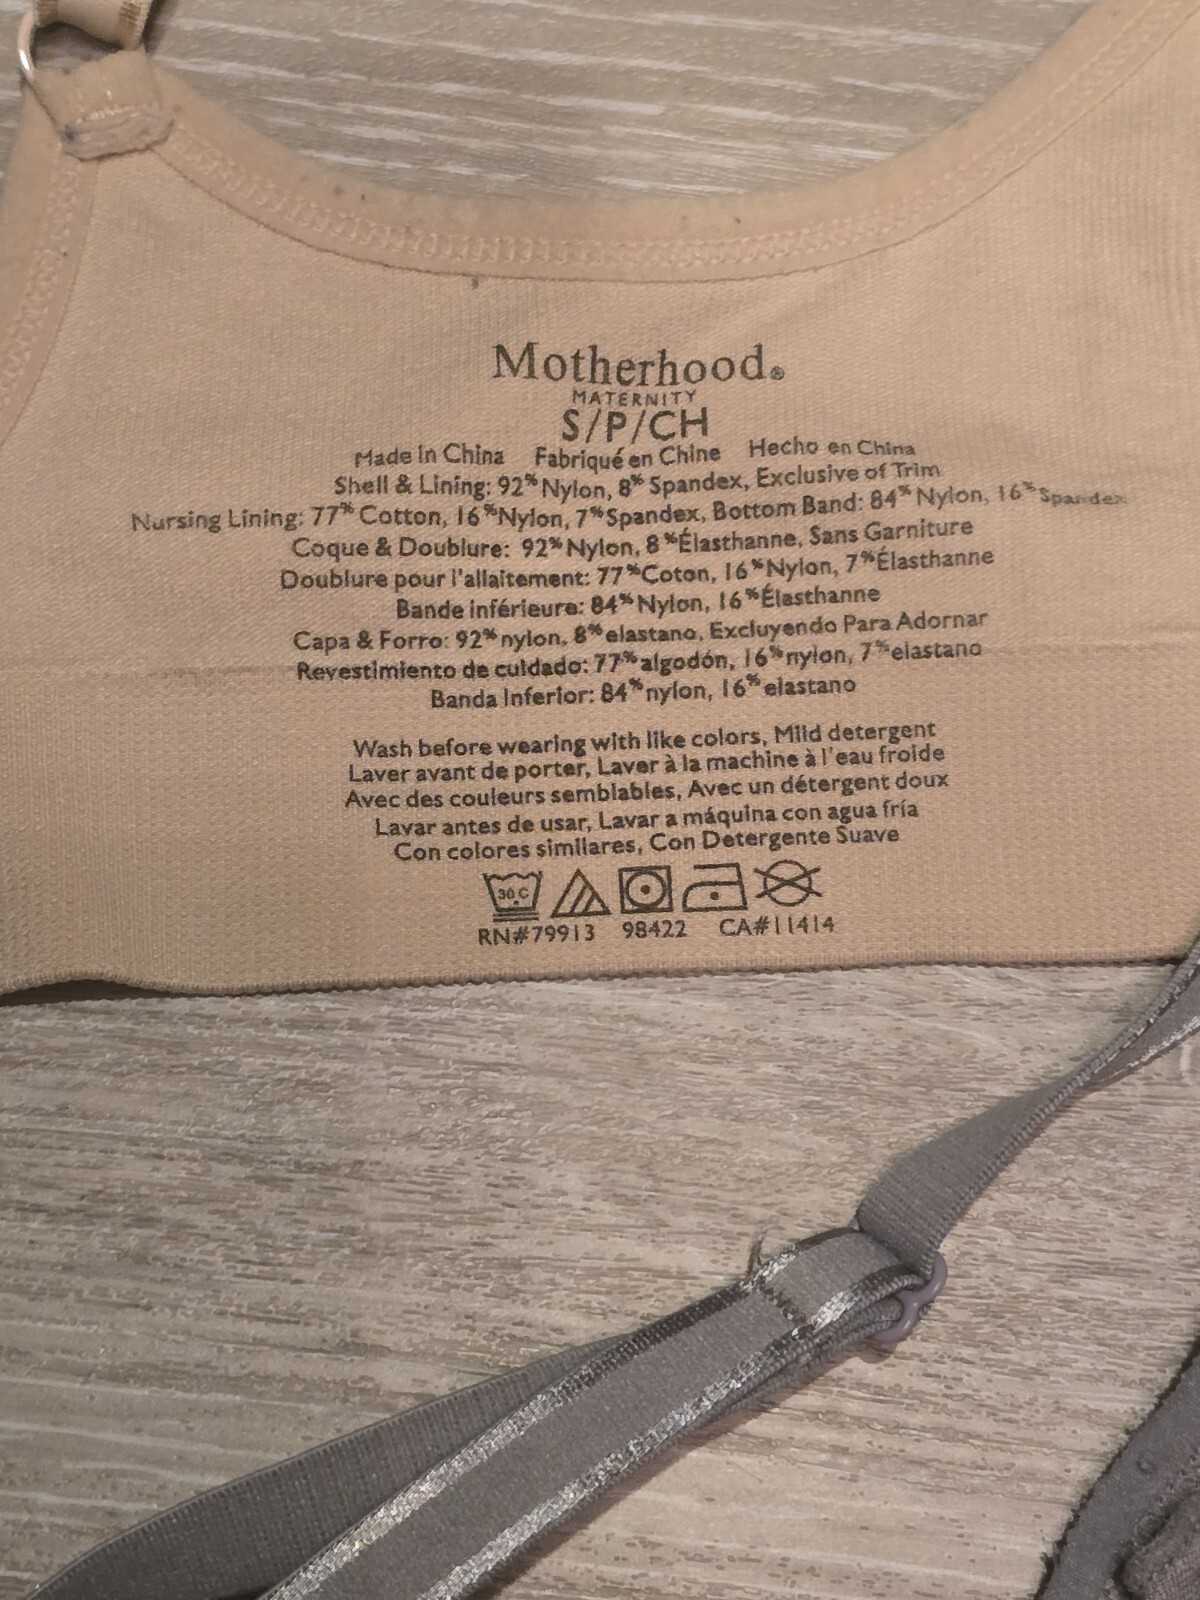 Motherhood®
MATERNITY
S/P/CH
Made in China Fabriqué en Chine Hecho en China
Shell & Lining: 92% Nylon, 8% Spandex, Exclusive of Trim
Nursing Lining: 77% Cotton, 16% Nylon, 7% Spandex, Bottom Band: 84% Nylon, 16% Spandex
Coque & Doublure: 92% Nylon, 8% Élasthanne, Sans Garniture
Doublure pour l'allaitement: 77% Coton, 16% Nylon, 7% Élasthanne
Bande inférieure: 84% Nylon, 16% Élasthanne
Capa & Forro: 92% nylon, 8% elastano, Excluyendo Para Adornar
Revestimiento de cuidado: 77% algodón, 16% nylon, 7% elastano
Banda Inferior: 84% nylon, 16% elastano
Wash before wearing with like colors, Mild detergent
Laver avant de porter, Laver à la machine à l'eau froide
Avec des couleurs semblables, Avec un détergent doux
Lavar antes de usar, Lavar a máquina con agua fría
Con colores similares, Con Detergente Suave
30 C
RN#79913 98422 CA#11414